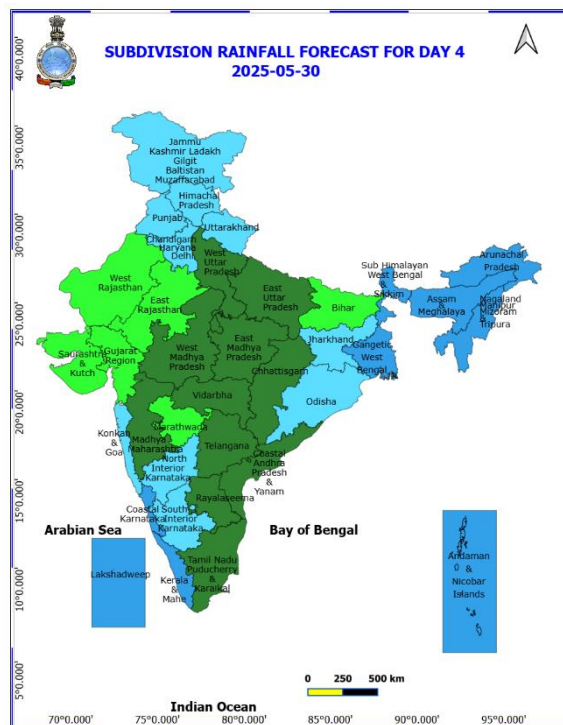 SUBDIVISION RAINFALL FORECAST FOR DAY 4
2025-05-30
40°0.000'
35°0.000'
30°0.000'
25°0.000'
20°0.000'
15°0.000'
10°0.000'
5°0.000'
Jammu
Kashmir Ladakh
Gilgit
Baltistan
Muzaffarabad
Himachal
Pradesh
Punjab
Uttarakhand
Chandigarh
Haryana
Delhi
West
Uttar
Pradesh
West
Rajasthan
East
Rajasthan
East
Uttar
Pradesh
Bihar
Sub Himalayan
West Bengal
&
Sikkim
Arunachal
Pradesh
Assam
&
Meghalaya
Nagaland
Manipur
Mizoram
&
Tripura
Saurashtra
&
Kutch
Gujarat
Region
West
Madhya
Pradesh
East
Madhya
Pradesh
Jharkhand
Gangetic
West
Bengal
Chhattisgarh
Odisha
Vidarbha
Konkan
&
Goa
Madhya
Maharashtra
Marathwada
Telangana
North
Interior
Karnataka
Coastal
Andhra
Pradesh
&
Yanam
Rayalaseema
Coastal
Karnataka
South
Interior
Karnataka
Arabian Sea
Bay of Bengal
Lakshadweep
Kerala
&
Mahe
Tamil Nadu
Puducherry
&
Karaikal
Andaman
&
Nicobar
Islands
0 250 500 km
Indian Ocean
70°0.000' 75°0.000' 80°0.000' 85°0.000' 90°0.000' 95°0.000'